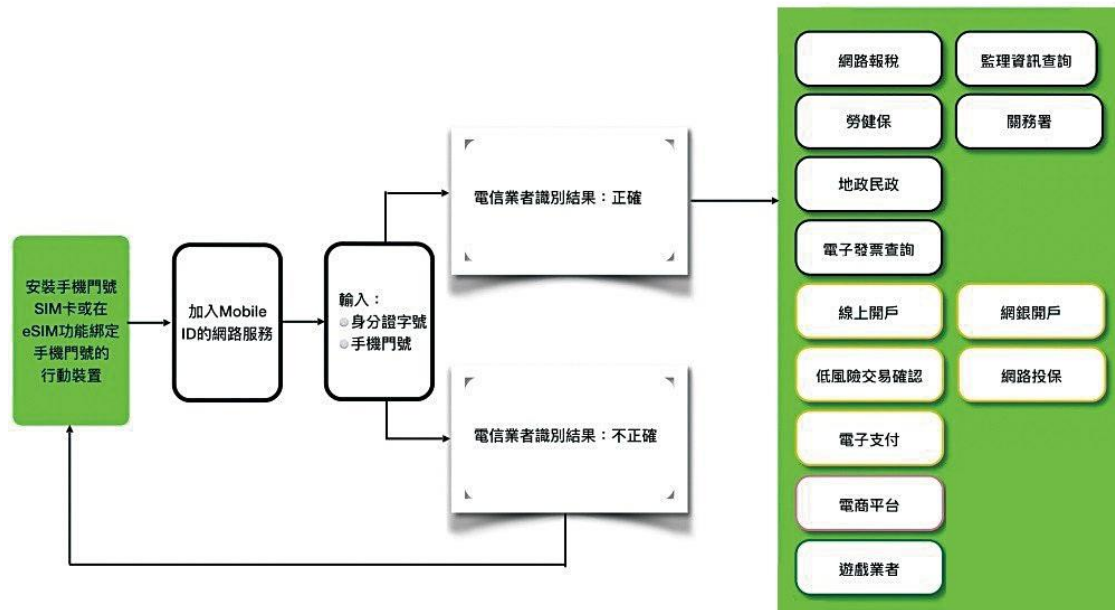 安裝手機門號
SIM卡或在
eSIM功能綁定
手機門號的
行動裝置
加入Mobile
ID的網路服務
輸入：
身分證字號
手機門號
電信業者識別結果：正確
電信業者識別結果：不正確
網路報稅
監理資訊查詢
勞健保
關務署
地政民政
電子發票查詢
線上開戶
網銀開戶
低風險交易確認
網路投保
電子支付
電商平台
遊戲業者